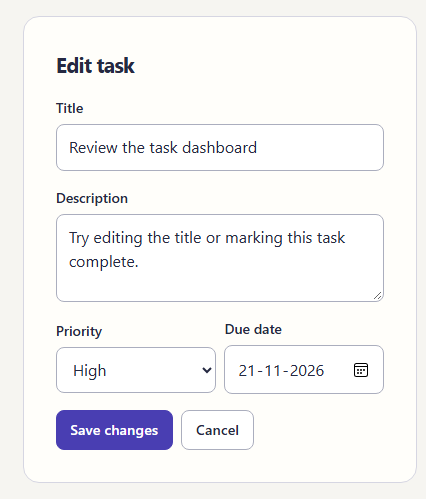 Edit task
Title
Review the task dashboard
Description
Try editing the title or marking this task
complete.
Priority
Due date
High
21-11-2026
Save changes
Cancel